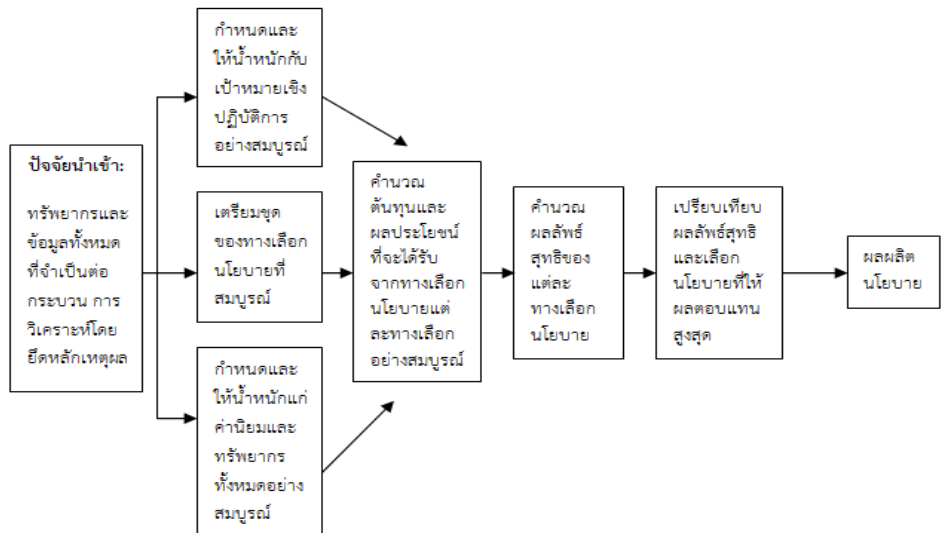 ปัจจัยนำเข้า:
ทรัพยากรและ
ข้อมูลทั้งหมด
ที่จำเป็นต่อ
กระบวน การ
วิเคราะห์โดย
ยึดหลักเหตุผล
กำหนดและ
ให้น้ำหนักกับ
เป้าหมายเชิง
ปฏิบัติการ
อย่างสมบูรณ์
เตรียมชุด
ของทางเลือก
นโยบายที่
สมบูรณ์
กำหนดและ
ให้น้ำหนักแก่
ค่านิยมและ
ทรัพยากร
ทั้งหมดอย่าง
สมบูรณ์
คำนวณ
ต้นทุนและ
ผลประโยชน์
ที่จะได้รับ
จากทางเลือก
นโยบายแต่
ละทางเลือก
อย่างสมบูรณ์
คำนวณ
ผลลัพธ์
สุทธิของ
แต่ละ
ทางเลือก
นโยบาย
เปรียบเทียบ
ผลลัพธ์สุทธิ
และเลือก
นโยบายที่ให้
ผลตอบแทน
สูงสุด
ผลผลิต
นโยบาย